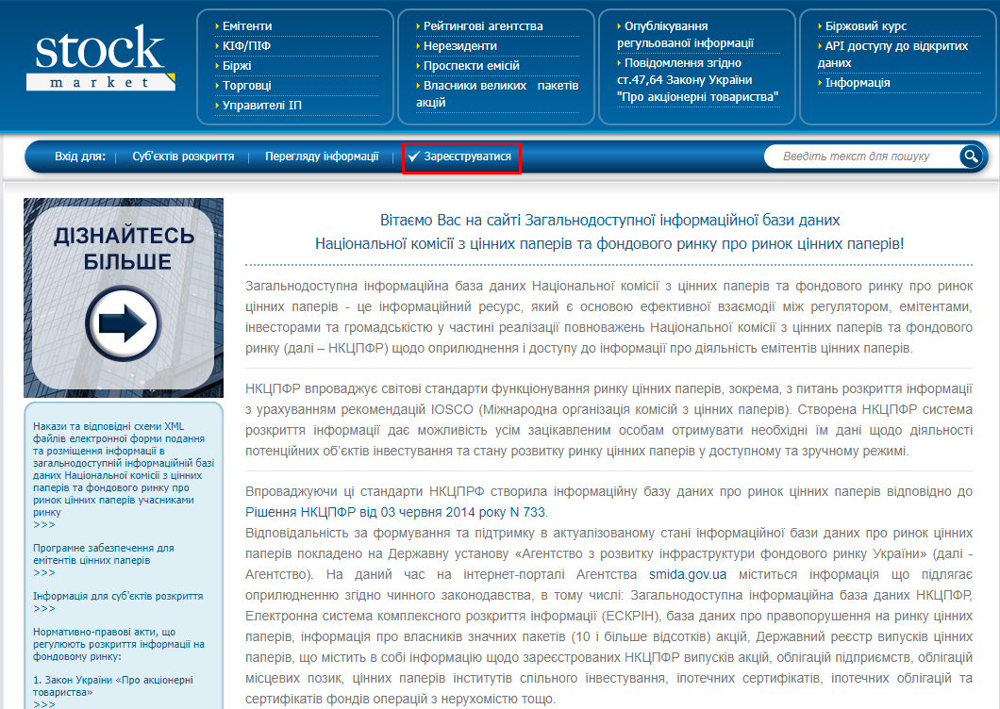 stock
market
Емітенти
КІФ/ПІФ
Біржі
Торговці
Управителі ІП
Рейтингові агентства
Нерезиденти
Проспекти емісій
Власники великих пакетів
акцій
Опублікування
регульованої інформації
Повідомлення згідно
ст.47,64 Закону України
"Про акціонерні товариства"
Біржовий курс
API доступу до відкритих
даних
Інформація
Вхід для: | Суб'єктів розкриття | Перегляду інформації | Зареєструватися
Введіть текст для пошуку
ДІЗНАЙТЕСЬ
БІЛЬШЕ
Накази та відповідні схеми XML
файлів електронної форми подання
та розміщення інформації в
загальнодоступній інформаційній базі
даних Національної комісії з цінних
паперів та фондового ринку про
ринок цінних паперів учасниками
ринку
>>>
Програмне забезпечення для
емітентів цінних паперів
>>>
Інформація для суб'єктів розкриття
>>>
Нормативно-правові акти, що
регулюють розкриття інформації на
фондовому ринку:
1. Закон України «Про акціонерні
товариства»
>>>
Вітаємо Вас на сайті Загальнодоступної інформаційної бази даних
Національної комісії з цінних паперів та фондового ринку про ринок цінних паперів!
Загальнодоступна інформаційна база даних Національної комісії з цінних паперів та фондового ринку про ринок
цінних паперів - це інформаційний ресурс, який є основою ефективної взаємодії між регулятором, емітентами,
інвесторами та громадськістю у частині реалізації повноважень Національної комісії з цінних паперів та фондового
ринку (далі – НКЦПФР) щодо оприлюднення і доступу до інформації про діяльність емітентів цінних паперів.
НКЦПФР впроваджує світові стандарти функціонування ринку цінних паперів, зокрема, з питань розкриття інформації
з урахуванням рекомендацій IOSCO (Міжнародна організація комісій з цінних паперів). Створена НКЦПФР система
розкриття інформації дає можливість усім зацікавленим особам отримувати необхідні їм дані щодо діяльності
потенційних об'єктів інвестування та стану розвитку ринку цінних паперів у доступному та зручному режимі.
Впроваджуючи ці стандарти НКЦПРФ створила інформаційну базу даних про ринок цінних паперів відповідно до
Рішення НКЦПФР від 03 червня 2014 року N 733.
Відповідальність за формування та підтримку в актуалізованому стані інформаційної бази даних про ринок цінних
паперів покладено на Державну установу «Агентство з розвитку інфраструктури фондового ринку України» (далі -
Агентство). На даний час на інтернет-порталі Агентства smida.gov.ua міститься інформація що підлягає
оприлюдненню згідно чинного законодавства, в тому числі: Загальнодоступна інформаційна база даних НКЦПФР,
Електронна система комплексного розкриття інформації (ЕСКРІН), база даних про правопорушення на ринку цінних
паперів, інформація про власників значних пакетів (10 і більше відсотків) акцій, Державний реєстр випусків цінних
паперів, що містить в собі інформацію щодо зареєстрованих НКЦПФР випусків акцій, облігацій підприємств, облігацій
місцевих позик, цінних паперів інститутів спільного інвестування, іпотечних сертифікатів, іпотечних облігацій та
сертифікатів фондів операцій з нерухомістю тощо.